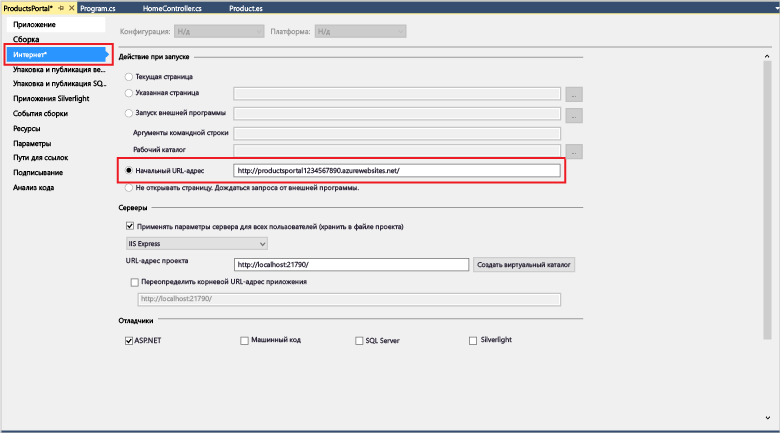 ProductsPortal* Program.cs HomeController.cs Product.es
Приложение
Сборка
Интернет*
Упаковка и публикация ве...
Упаковка и публикация SQ...
Приложения Silverlight
События сборки
Ресурсы
Параметры
Пути для ссылок
Подписывание
Анализ кода
Конфигурация: Н/д Платформа: Н/д
Действие при запуске
Текущая страница
Указанная страница ...
Запуск внешней программы ...
Аргументы командной строки
Рабочий каталог ...
Начальный URL-адрес http://productsportal1234567890.azurewebsites.net/
Не открывать страницу. Дождаться запроса от внешней программы.
Серверы
Применять параметры сервера для всех пользователей (хранить в файле проекта)
IIS Express
URL-адрес проекта http://localhost:21790/ Создать виртуальный каталог
Переопределить корневой URL-адрес приложения
http://localhost:21790/
Отладчики
ASP.NET Машинный код SQL Server Silverlight